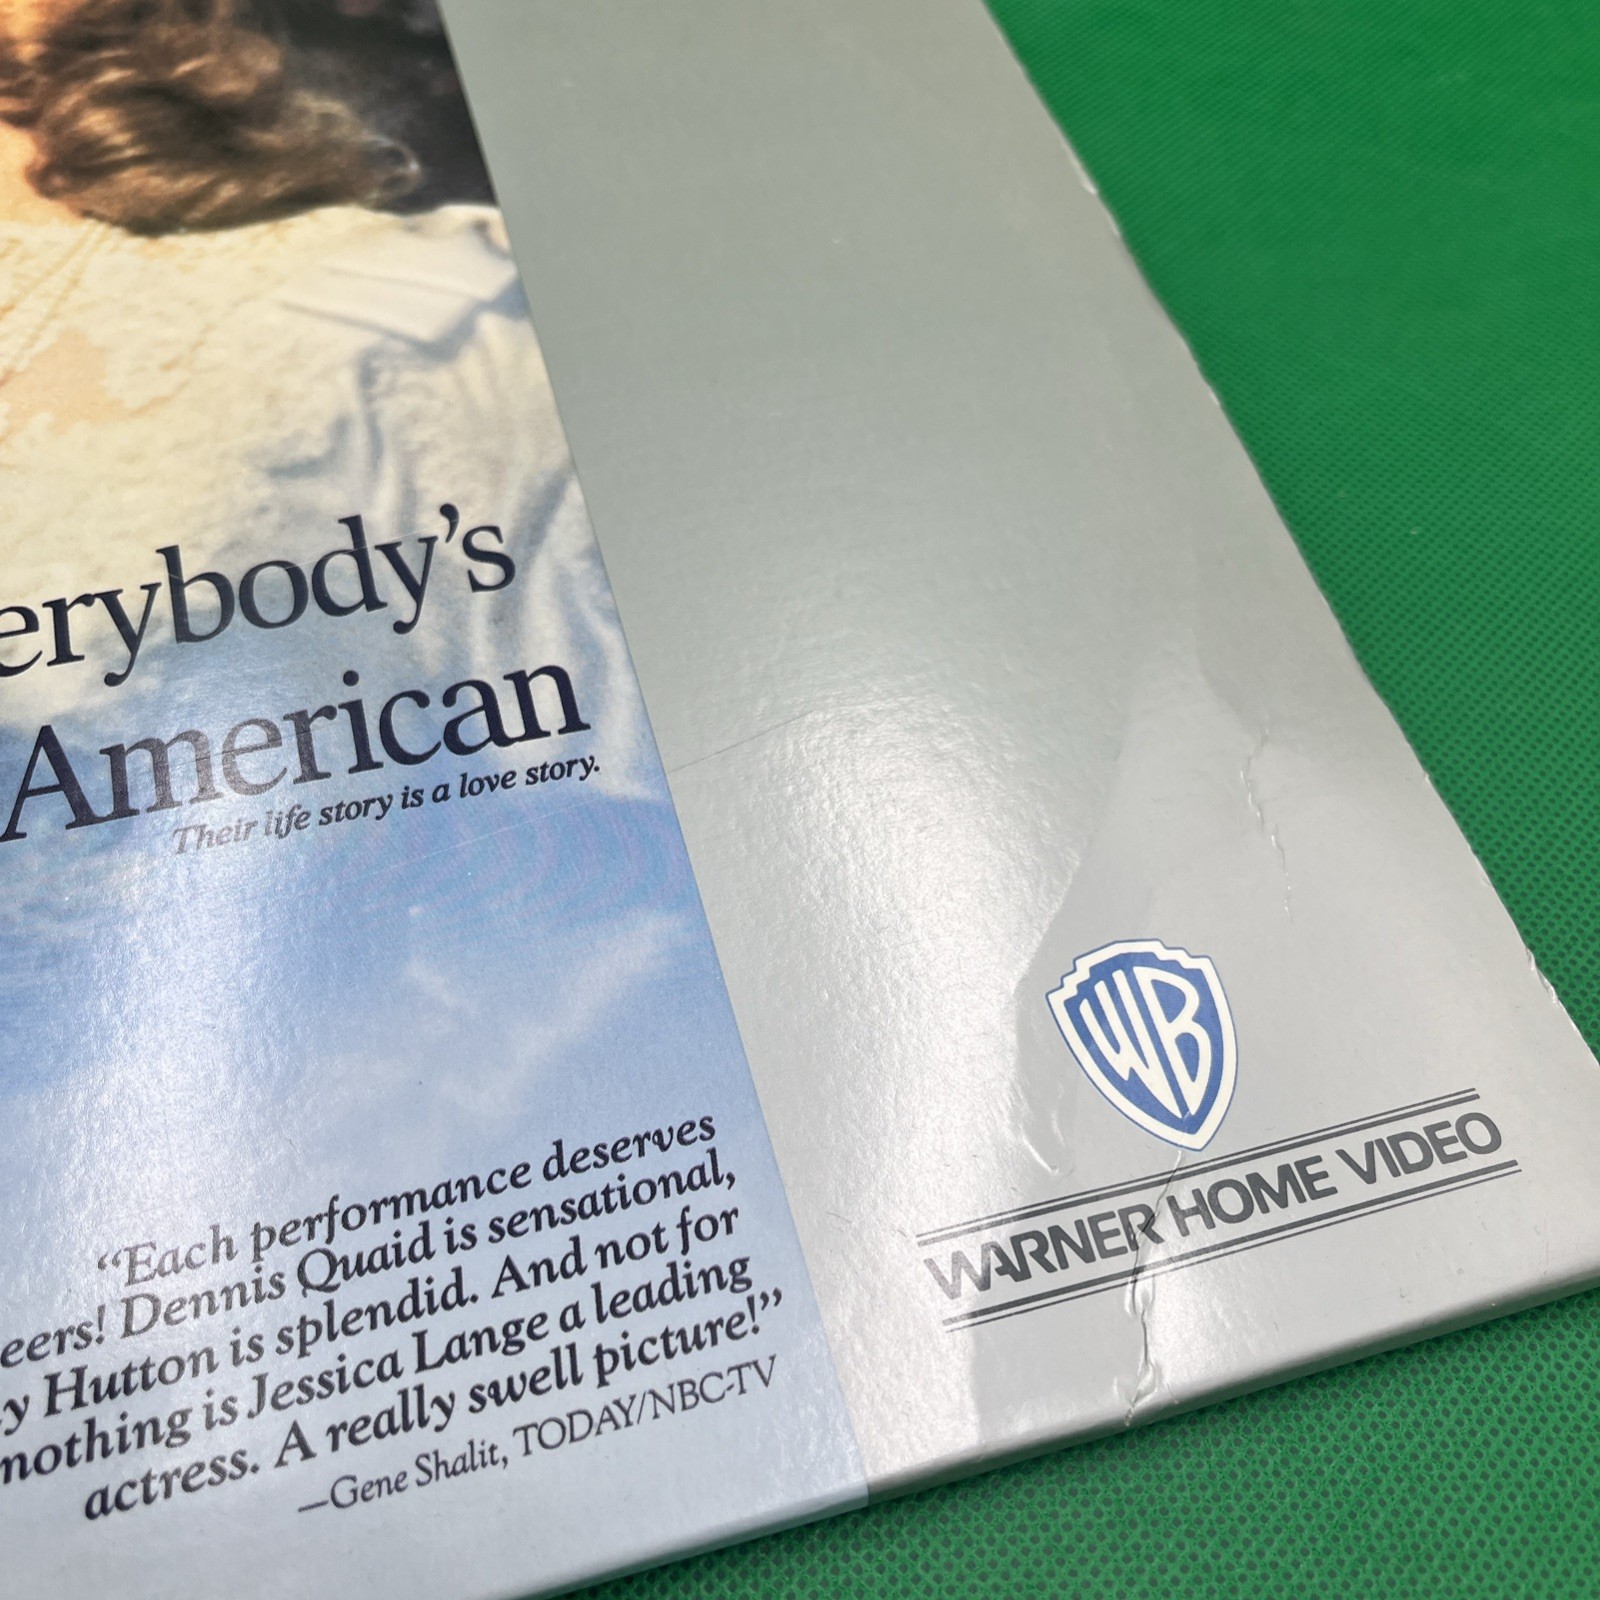 erybody's
American
Their life story is a love story.
"Each performance deserves
eers! Dennis Quaid is sensational,
y Hutton is splendid. And not for
nothing is Jessica Lange a leading
actress. A really swell picture!"
—Gene Shalit, TODAY/NBC-TV
WB
WARNER HOME VIDEO